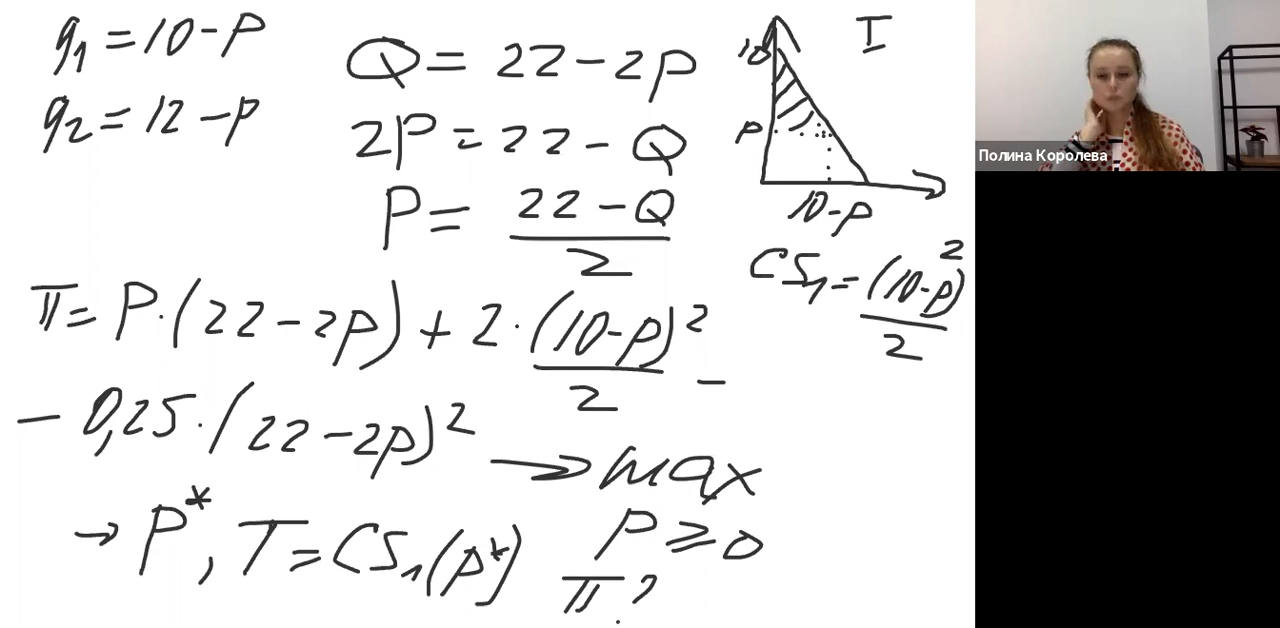 q₁ = 10 - P
q₂ = 12 - P
Q = 22 - 2P
2P = 22 - Q
P = (22 - Q)/2
10
P
I
10-P
CS₁ = (10-P)²/2
π = P·(22 - 2P) + 2·(10-P)²/2 -
- 0,25·(22 - 2P)² → max
P ⩾ 0
→ P*, T = CS₁(P*)
π?
Полина Королева